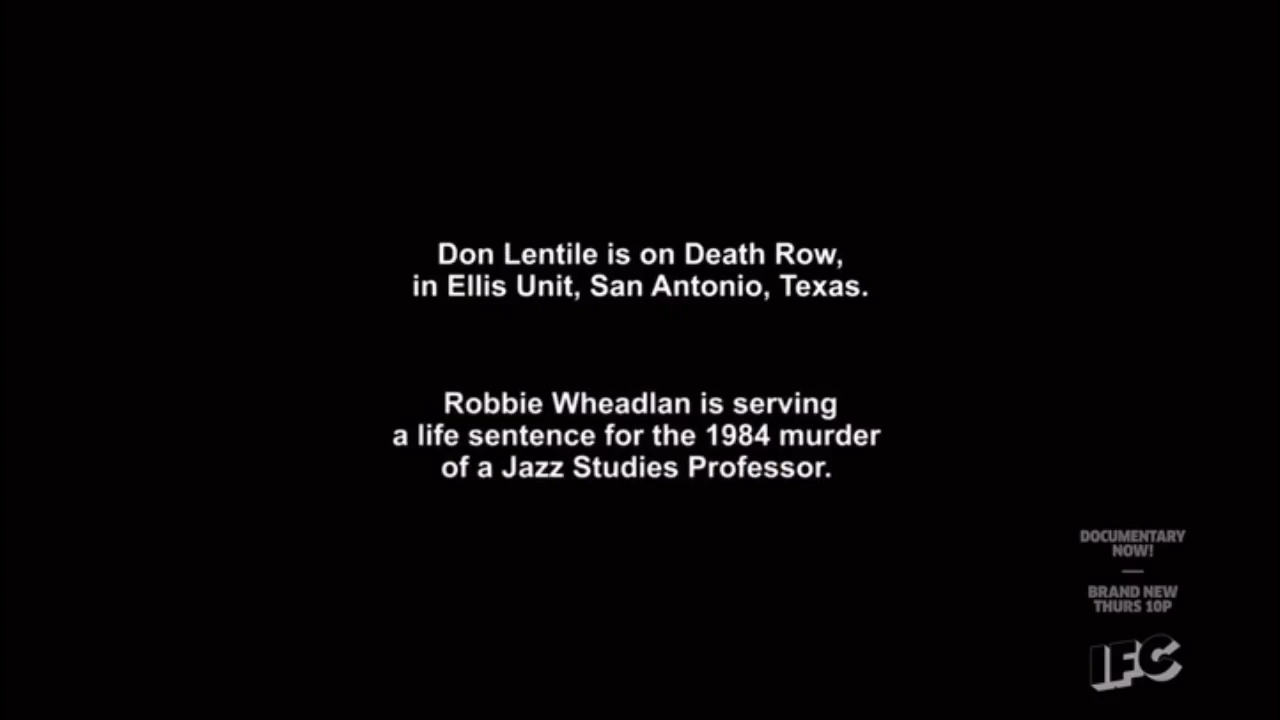 Don Lentile is on Death Row,
in Ellis Unit, San Antonio, Texas.
Robbie Wheadlan is serving
a life sentence for the 1984 murder
of a Jazz Studies Professor.
DOCUMENTARY
NOW!
BRAND NEW
THURS 10P
IFC